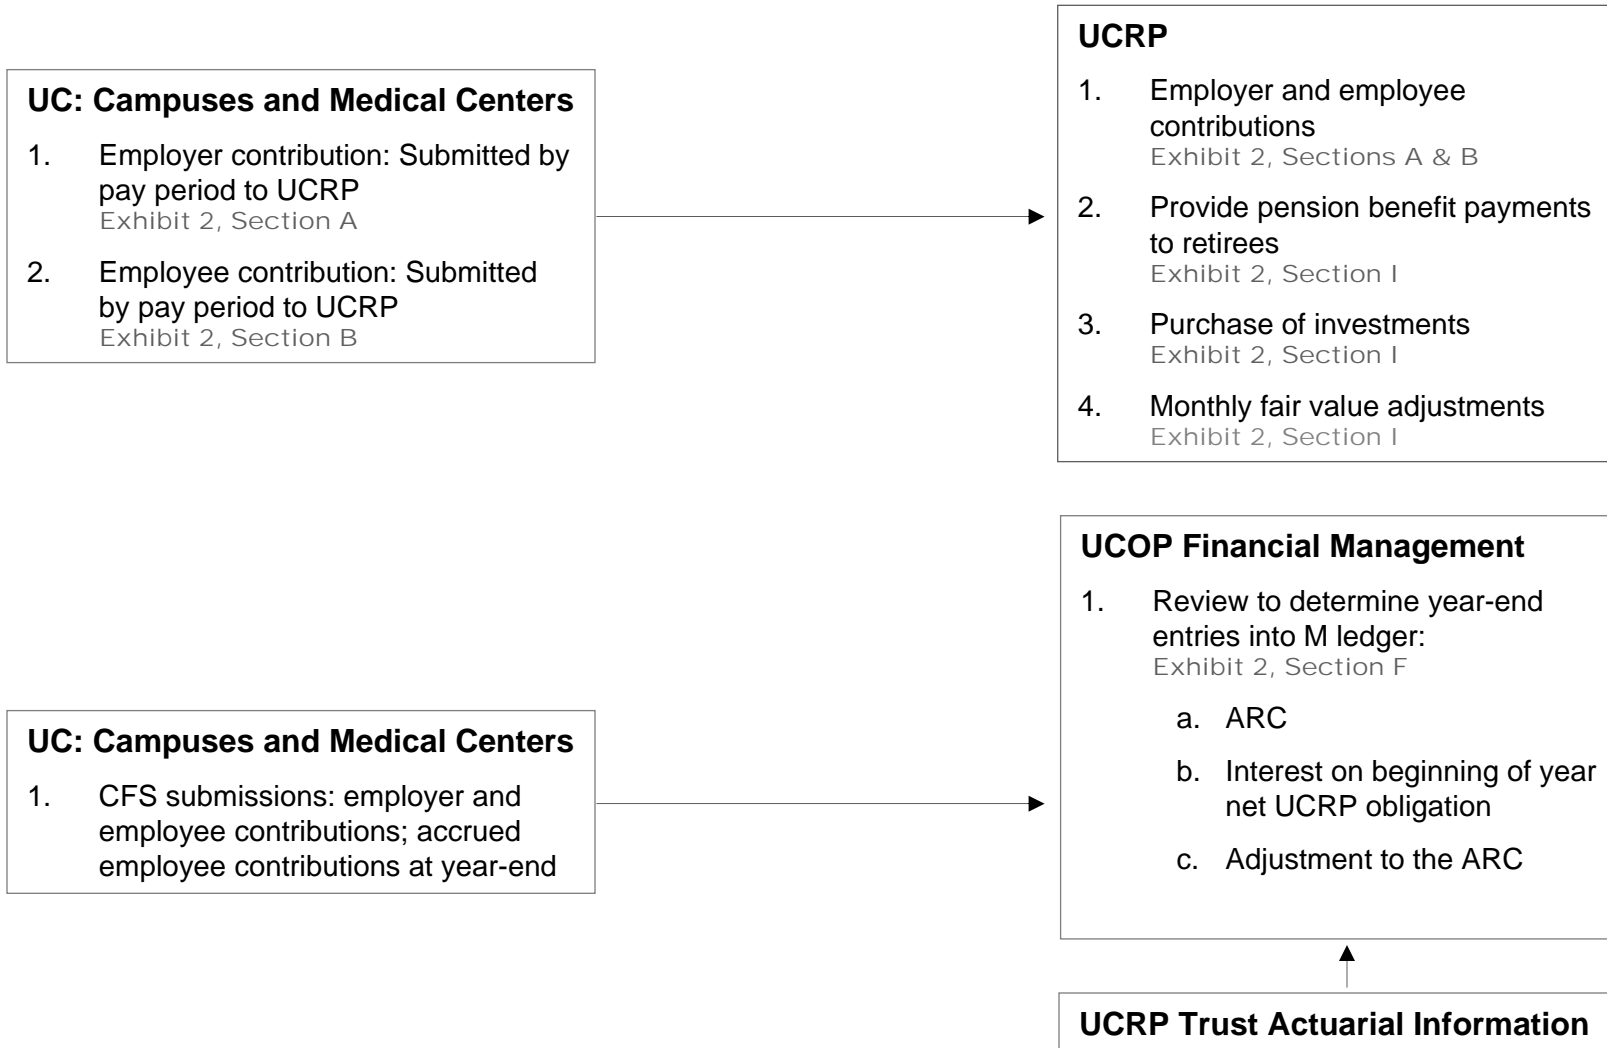 UC: Campuses and Medical Centers
1. Employer contribution: Submitted by
pay period to UCRP
Exhibit 2, Section A
2. Employee contribution: Submitted
by pay period to UCRP
Exhibit 2, Section B
UCRP
1. Employer and employee
contributions
Exhibit 2, Sections A & B
2. Provide pension benefit payments
to retirees
Exhibit 2, Section I
3. Purchase of investments
Exhibit 2, Section I
4. Monthly fair value adjustments
Exhibit 2, Section I
UC: Campuses and Medical Centers
1. CFS submissions: employer and
employee contributions; accrued
employee contributions at year-end
UCOP Financial Management
1. Review to determine year-end
entries into M ledger:
Exhibit 2, Section F
a. ARC
b. Interest on beginning of year
net UCRP obligation
c. Adjustment to the ARC
UCRP Trust Actuarial Information